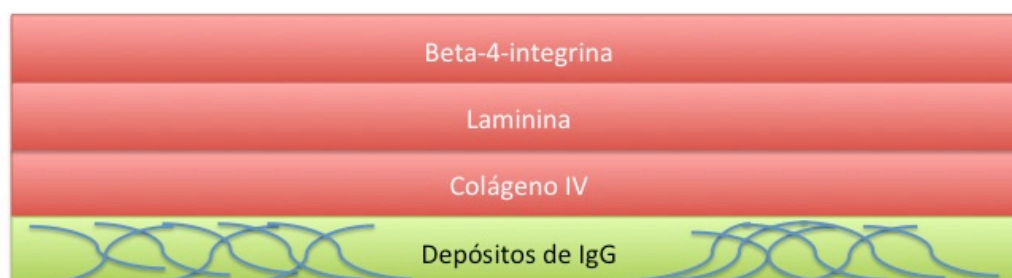 Beta-4-integrina
Laminina
Colágeno IV
Depósitos de IgG